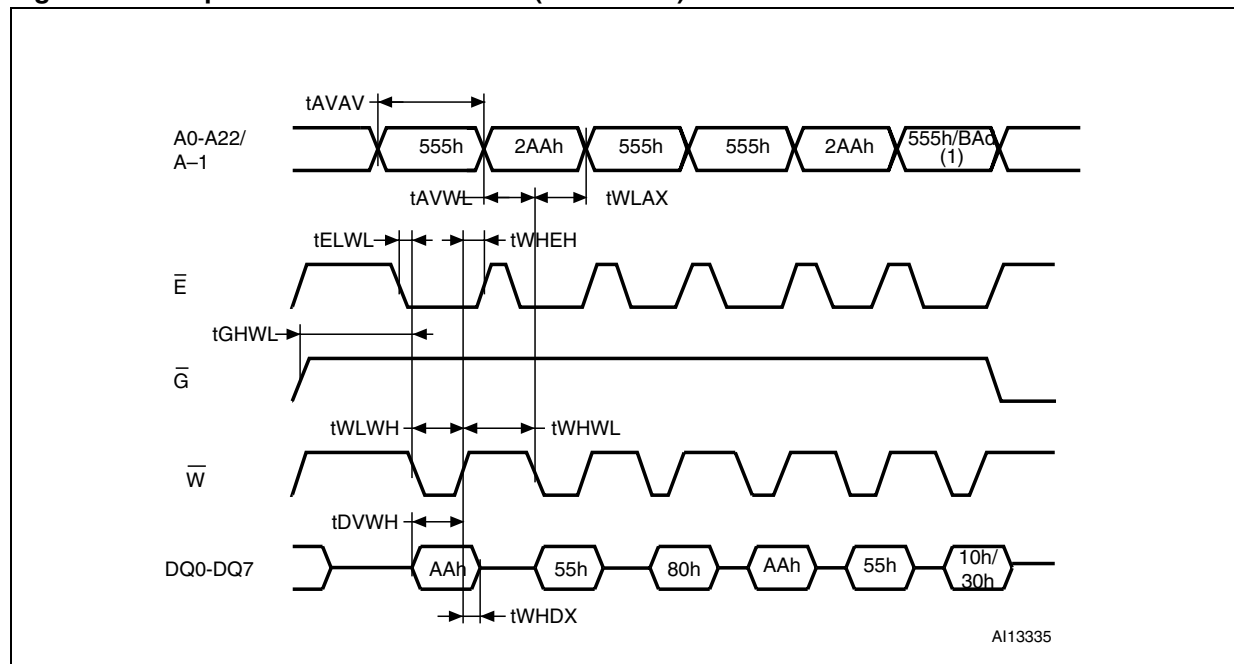 tAVAV
A0-A22/
A–1
555h
2AAh
555h
555h
2AAh
555h/BAd
(1)
tAVWL
tWLAX
tELWL
tWHEH
E
tGHWL
G
tWLWH
tWHWL
W
tDVWH
DQ0-DQ7
AAh
55h
80h
AAh
55h
10h/
30h
tWHDX
AI13335